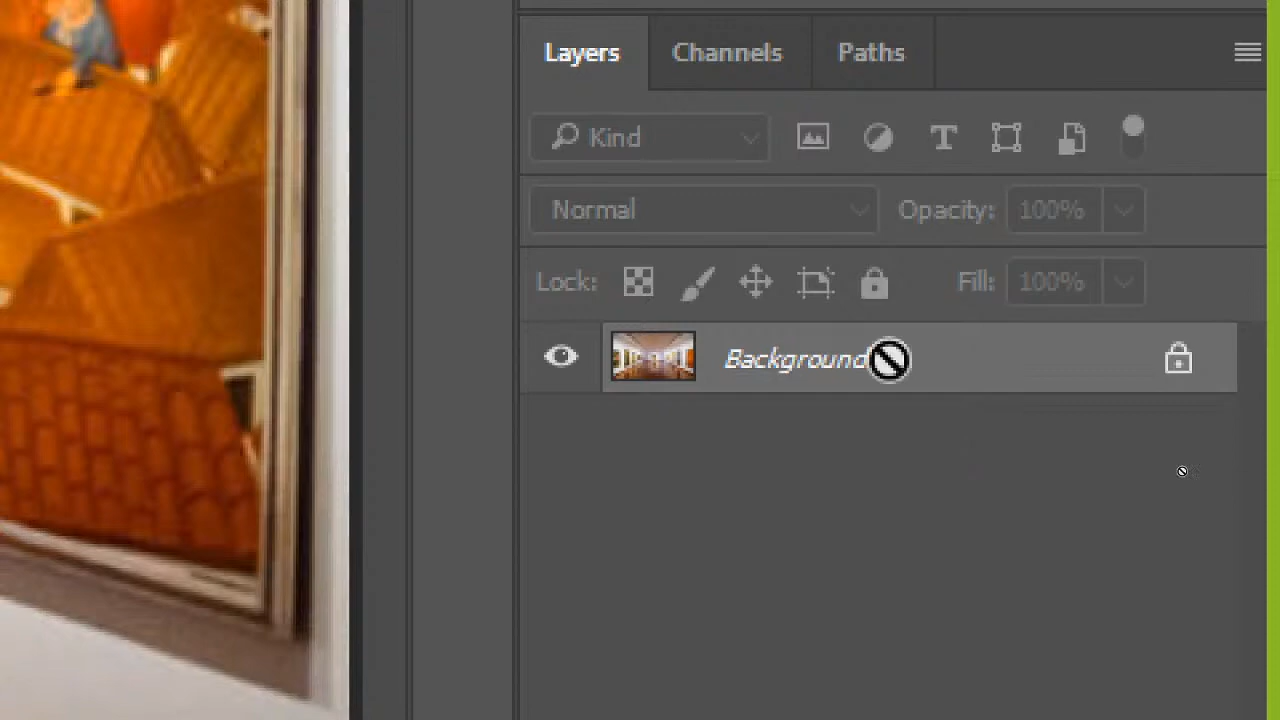 Layers Channels Paths
Kind
Normal Opacity: 100%
Lock: Fill: 100%
Background